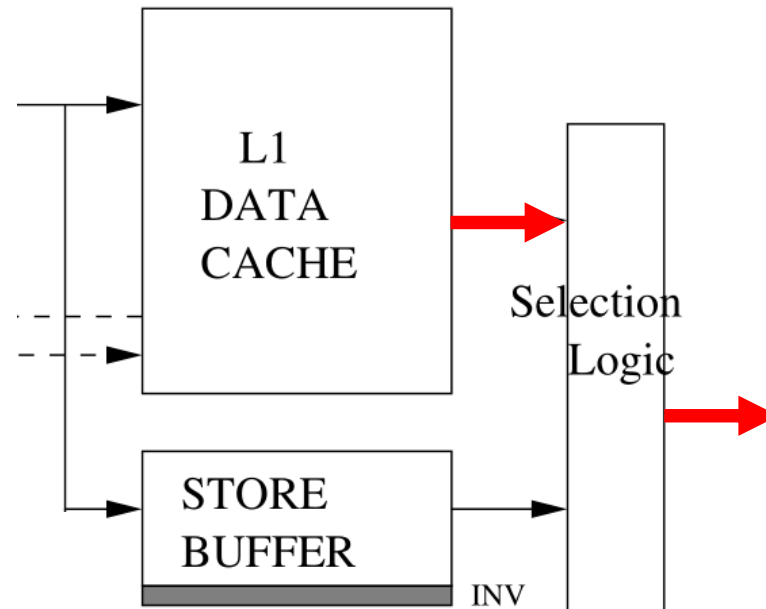 L1
DATA
CACHE
Selection
Logic
STORE
BUFFER
INV